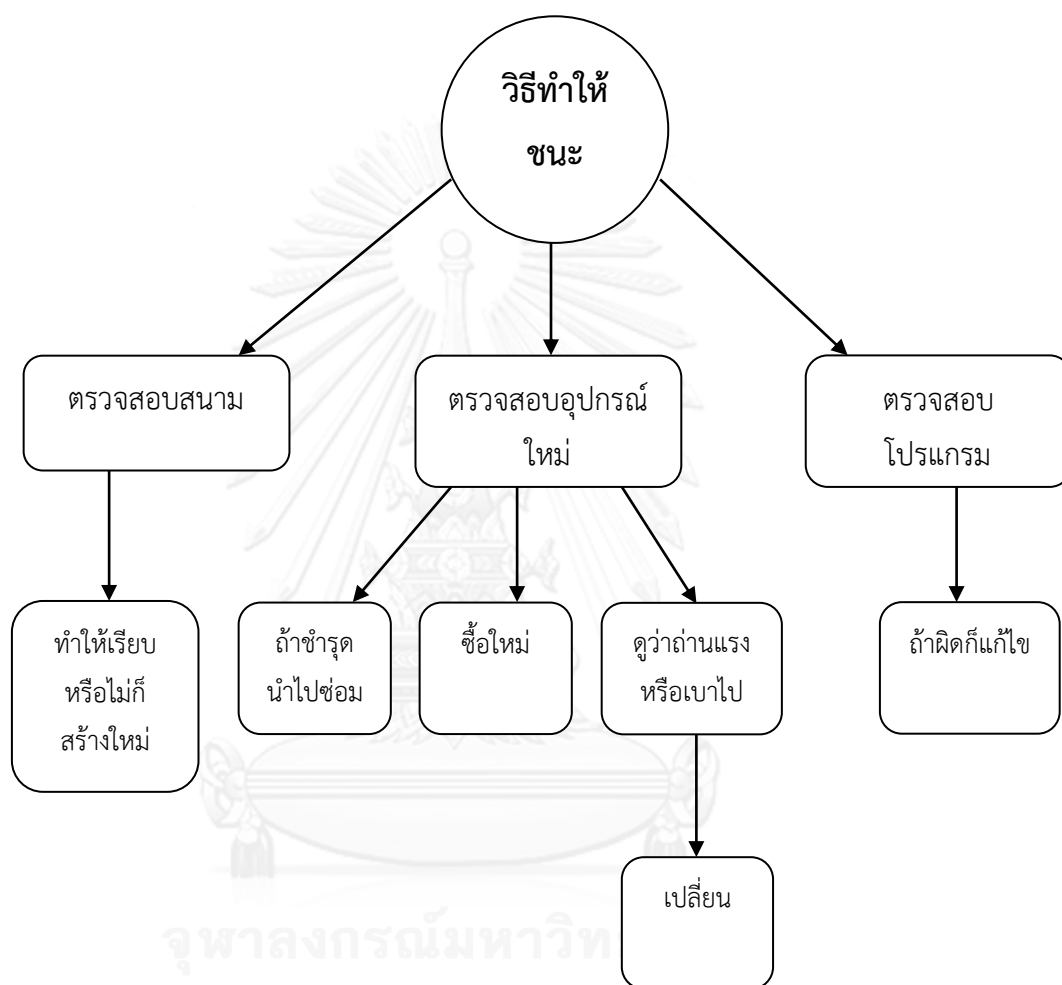 วิธีทำให้
ชนะ
ตรวจสอบสนาม
ตรวจสอบอุปกรณ์
ใหม่
ตรวจสอบ
โปรแกรม
ทำให้เรียบ
หรือไม่ก็
สร้างใหม่
ถ้าชำรุด
นำไปซ่อม
ซื้อใหม่
ดูว่าถ่านแรง
หรือเบาไป
ถ้าผิดก็แก้ไข
เปลี่ยน